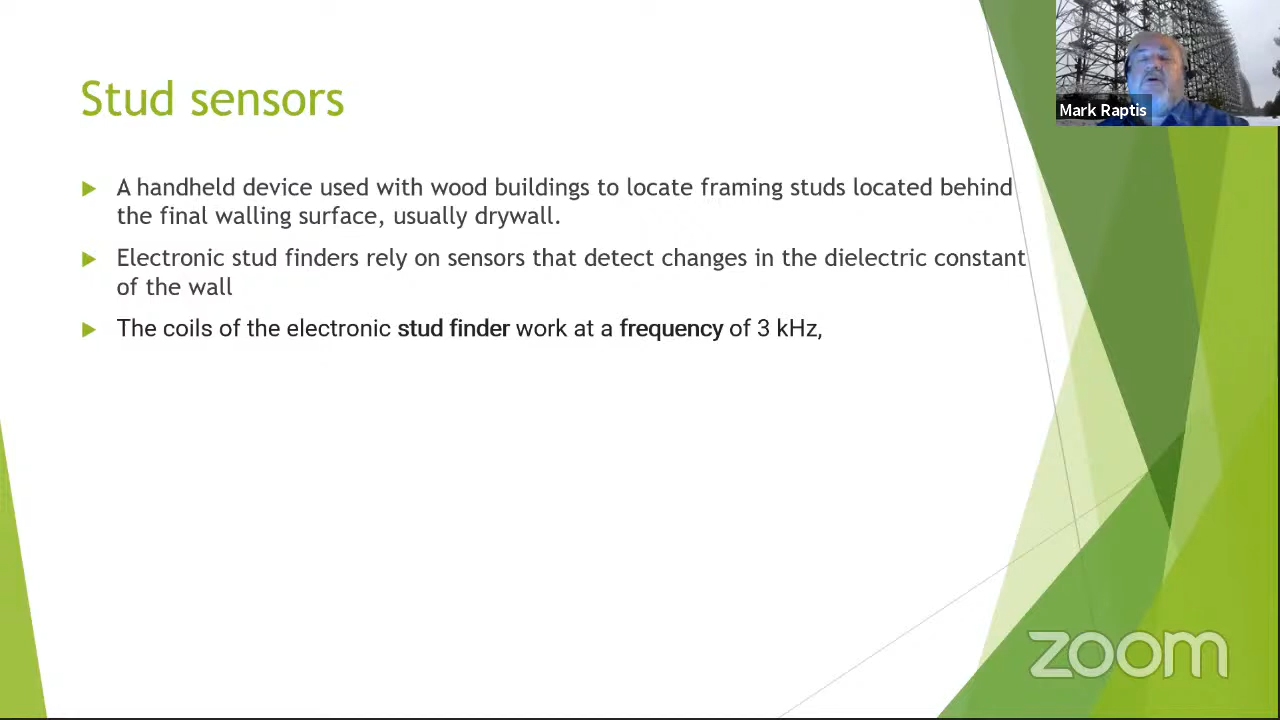 Stud sensors
Mark Raptis
A handheld device used with wood buildings to locate framing studs located behind
the final walling surface, usually drywall.
Electronic stud finders rely on sensors that detect changes in the dielectric constant
of the wall
The coils of the electronic stud finder work at a frequency of 3 kHz,
zoom